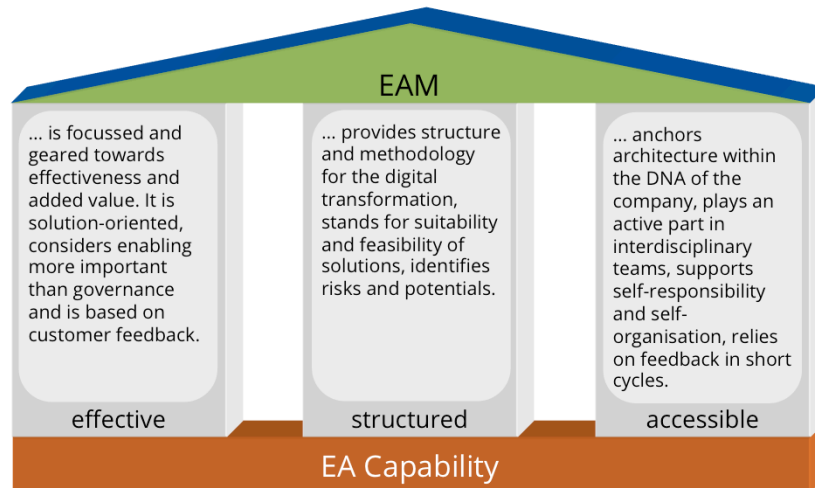 EAM
... is focussed and
geared towards
effectiveness and
added value. It is
solution-oriented,
considers enabling
more important
than governance
and is based on
customer feedback.
effective
... provides structure
and methodology
for the digital
transformation,
stands for suitability
and feasibility of
solutions, identifies
risks and potentials.
structured
... anchors
architecture within
the DNA of the
company, plays an
active part in
interdisciplinary
teams, supports
self-responsibility
and self-
organisation, relies
on feedback in short
cycles.
accessible
EA Capability